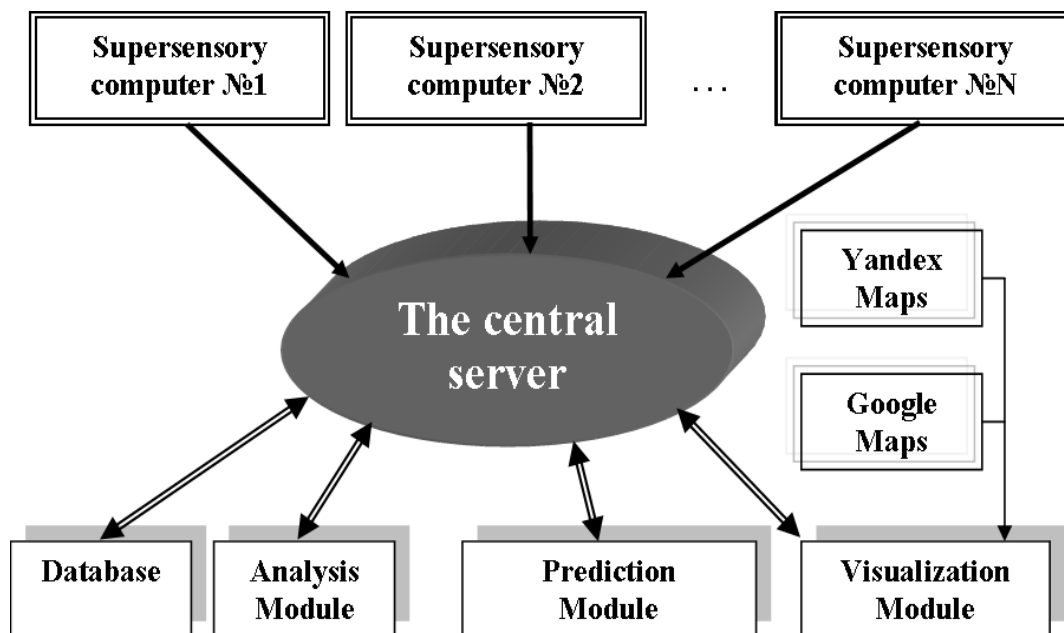 Supersensory
computer №1
Supersensory
computer №2
. . .
Supersensory
computer №N
The central
server
Yandex
Maps
Google
Maps
Database
Analysis
Module
Prediction
Module
Visualization
Module